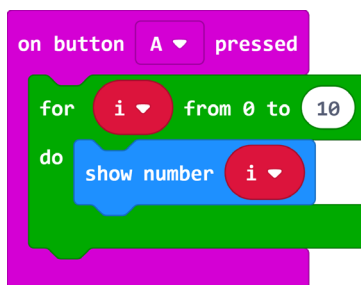 on button A pressed
for i from 0 to 10
do
show number i